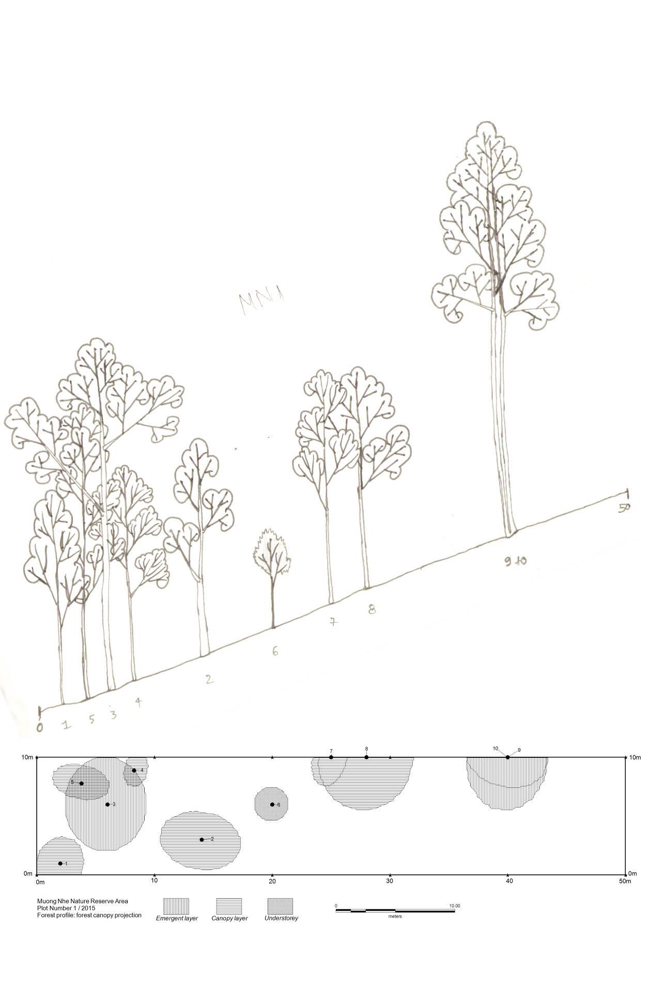 MN1
50
9 10
8
7
6
2
4
3
5
1
0
10m
7
8
10
9
10m
4
5
3
6
2
1
0m
0m
0m
10
20
30
40
50m
Muong Nhe Nature Reserve Area
Plot Number 1 / 2015
Forest profile: forest canopy projection
Emergent layer
Canopy layer
Understorey
0
10.00
meters